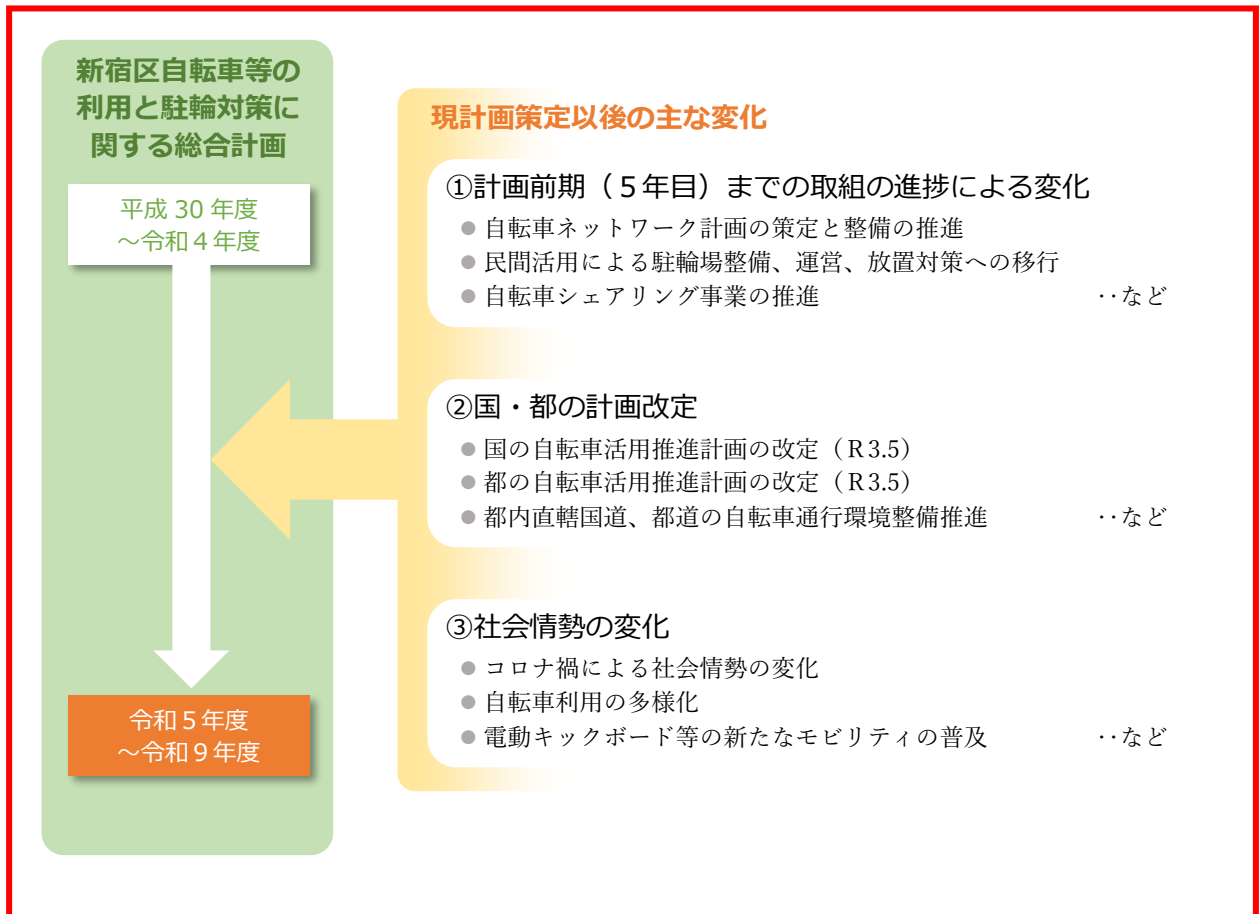 新宿区自転車等の
利用と駐輪対策に
関する総合計画
平成 30 年度
～令和４年度
令和５年度
～令和９年度
現計画策定以後の主な変化
①計画前期（５年目）までの取組の進捗による変化
● 自転車ネットワーク計画の策定と整備の推進
● 民間活用による駐輪場整備、運営、放置対策への移行
● 自転車シェアリング事業の推進 ‥など
②国・都の計画改定
● 国の自転車活用推進計画の改定（Ｒ3.5）
● 都の自転車活用推進計画の改定（Ｒ3.5）
● 都内直轄国道、都道の自転車通行環境整備推進 ‥など
③社会情勢の変化
● コロナ禍による社会情勢の変化
● 自転車利用の多様化
● 電動キックボード等の新たなモビリティの普及 ‥など